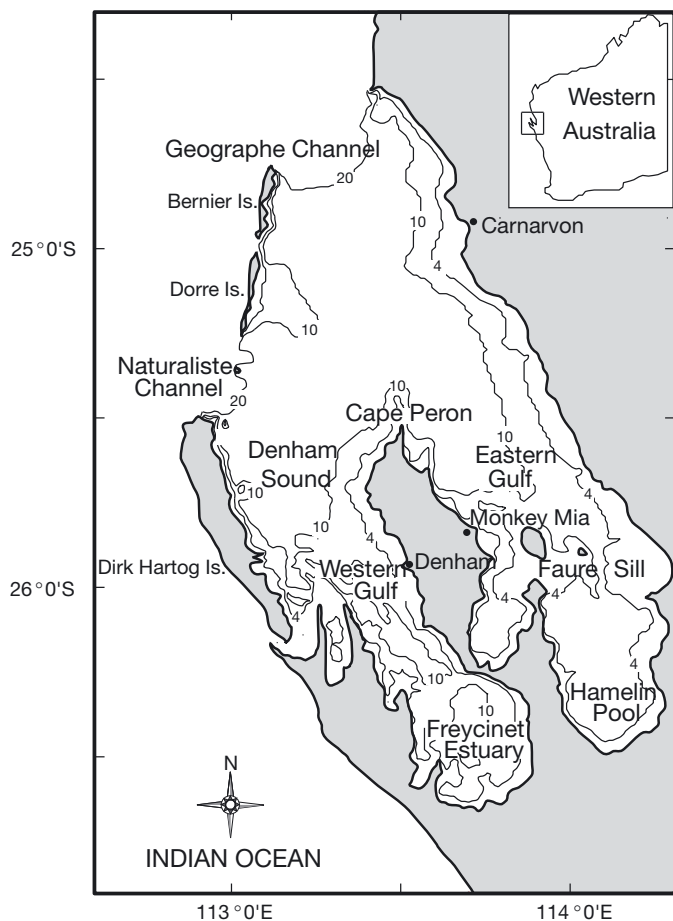 Western
Australia
Geographe Channel
20
Bernier Is.
10
Carnarvon
25°0'S
4
Dorre Is.
10
Naturaliste
Channel
20
10
Cape Peron
10
Denham
Sound
Eastern
Gulf
10
4
Monkey Mia
10
4
Dirk Hartog Is.
Western
Gulf
Denham
Faure Sill
26°0'S
4
4
4
4
10
10
Hamelin
Pool
Freycinet
Estuary
N
INDIAN OCEAN
113°0'E
114°0'E